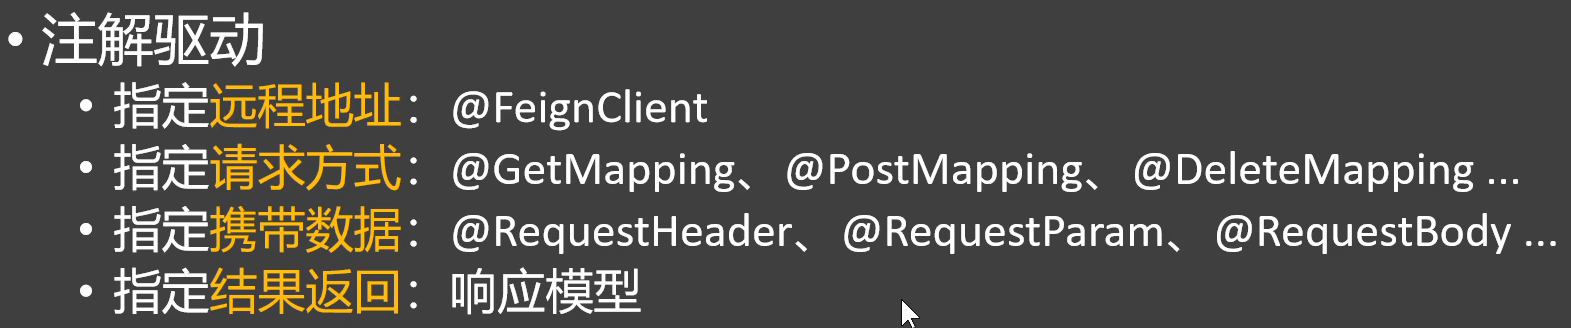 • 注解驱动
• 指定远程地址：@FeignClient
• 指定请求方式：@GetMapping、@PostMapping、@DeleteMapping ...
• 指定携带数据：@RequestHeader、@RequestParam、@RequestBody ...
• 指定结果返回：响应模型